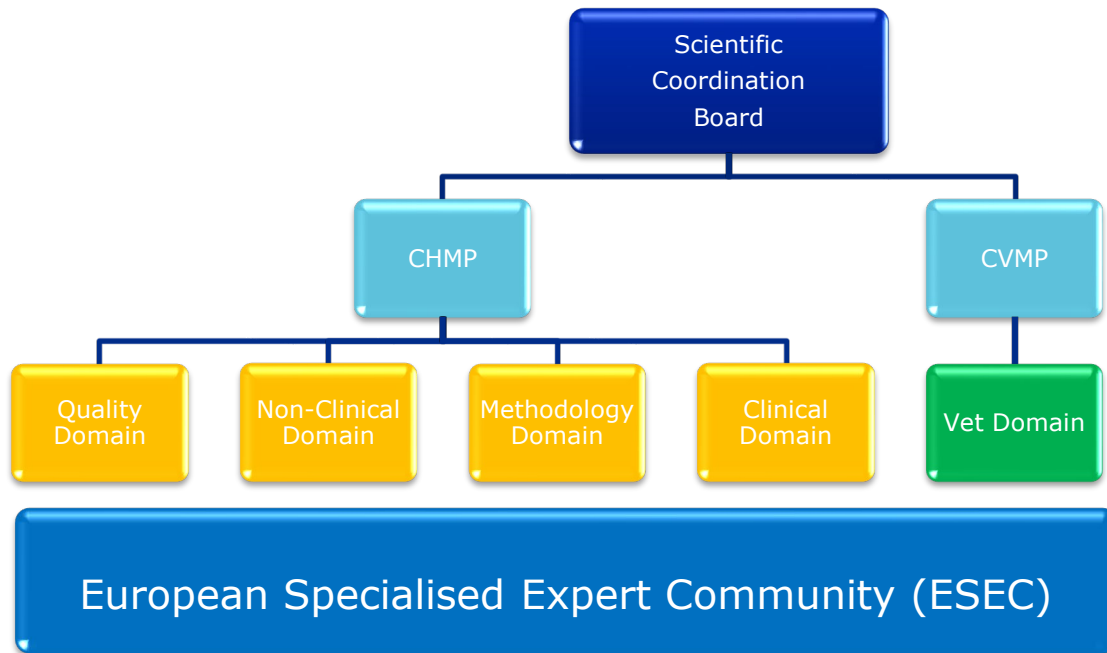 Scientific
Coordination
Board
CHMP
CVMP
Quality
Domain
Non-Clinical
Domain
Methodology
Domain
Clinical
Domain
Vet Domain
European Specialised Expert Community (ESEC)